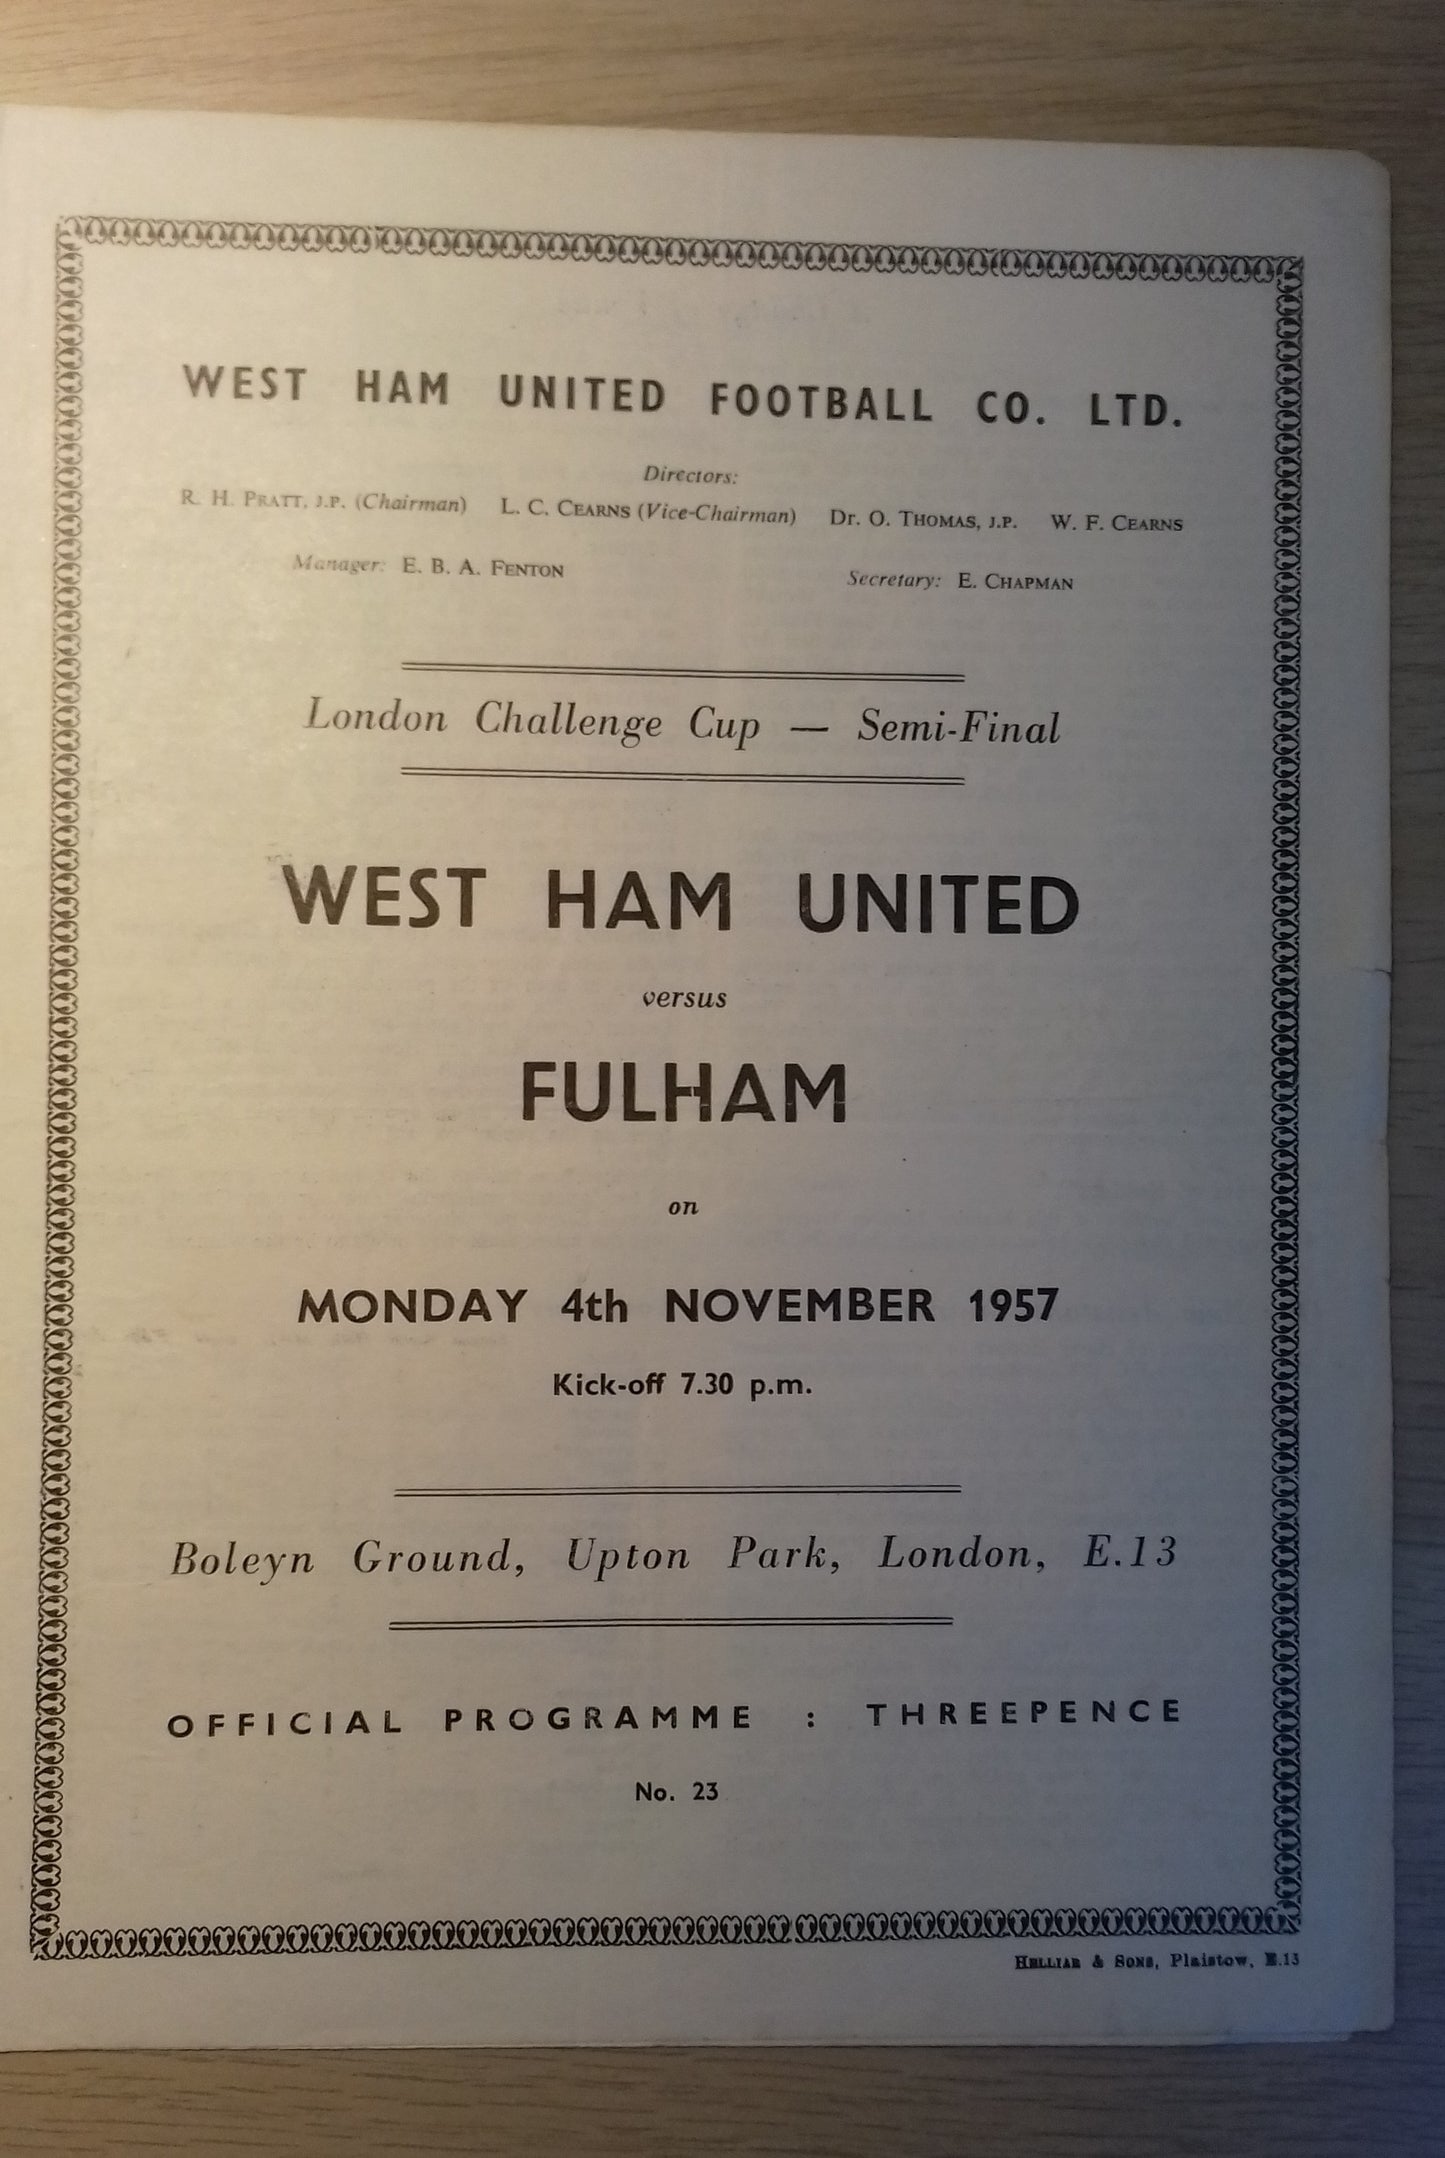 WEST HAM UNITED FOOTBALL CO. LTD.
Directors:
R. H. PRATT, J.P. (Chairman) L. C. CEARNS (Vice-Chairman) Dr. O. THOMAS, J.P. W. F. CEARNS
Manager: E. B. A. FENTON Secretary: E. CHAPMAN
London Challenge Cup — Semi-Final
WEST HAM UNITED
versus
FULHAM
on
MONDAY 4th NOVEMBER 1957
Kick-off 7.30 p.m.
Boleyn Ground, Upton Park, London, E.13
OFFICIAL PROGRAMME : THREEPENCE
No. 23
HELLIAR & SONS, Plaistow, E.13